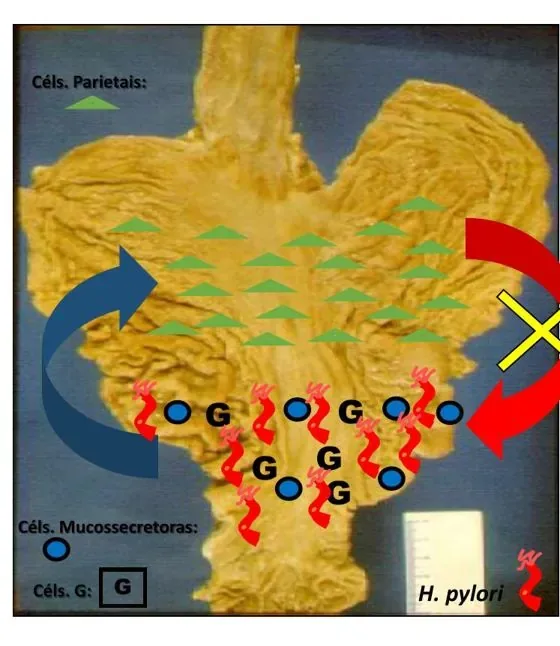 Céls. Parietais:
G
G
G
G
G
Céls. Mucossecretoras:
Céls. G: G
H. pylori